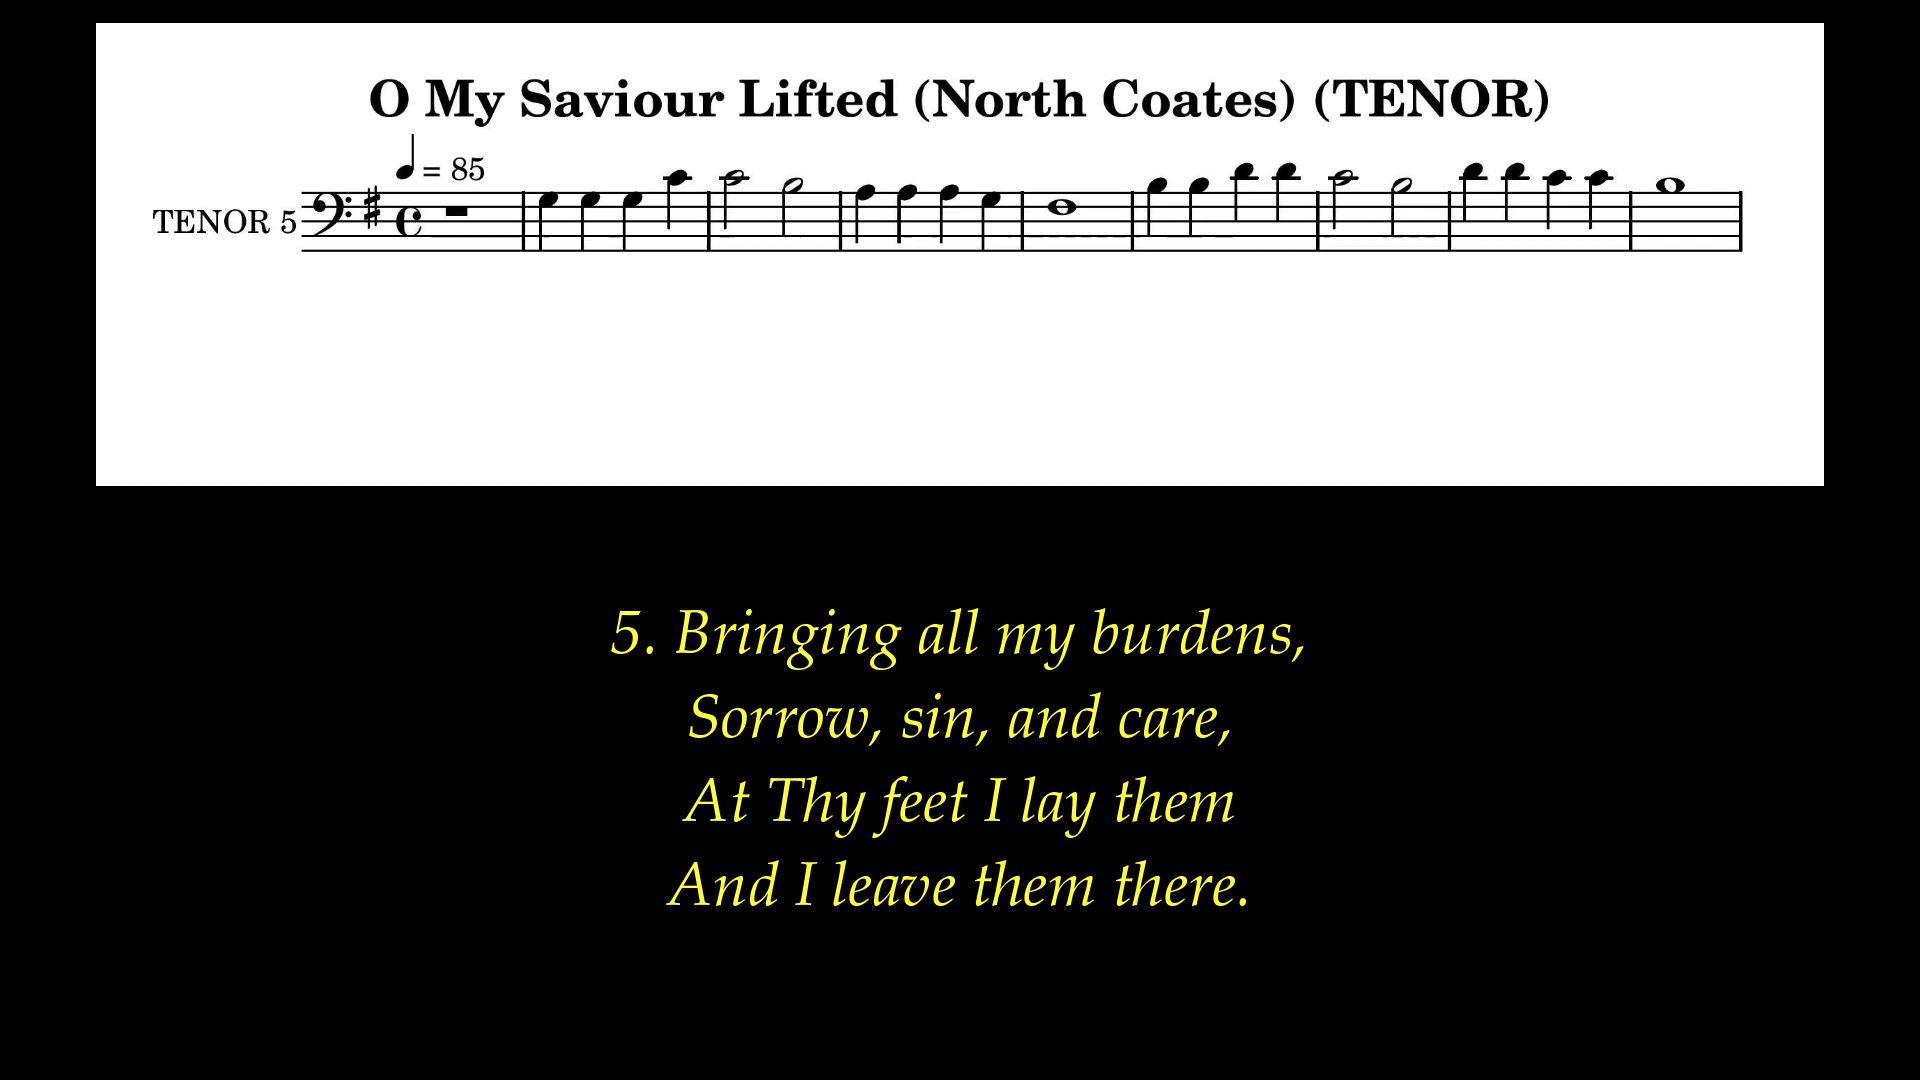 O My Saviour Lifted (North Coates) (TENOR)
= 85
TENOR 5
5. Bringing all my burdens,
Sorrow, sin, and care,
At Thy feet I lay them
And I leave them there.